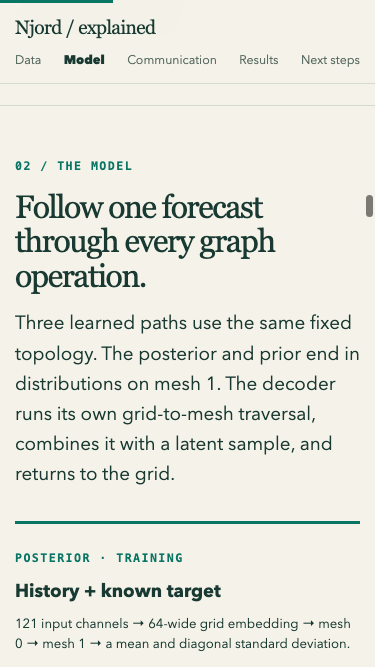 Njord / explained
Data Model Communication Results Next steps
02 / THE MODEL
Follow one forecast
through every graph
operation.
Three learned paths use the same fixed
topology. The posterior and prior end in
distributions on mesh 1. The decoder
runs its own grid-to-mesh traversal,
combines it with a latent sample, and
returns to the grid.
POSTERIOR · TRAINING
History + known target
121 input channels → 64-wide grid embedding → mesh
0 → mesh 1 → a mean and diagonal standard deviation.